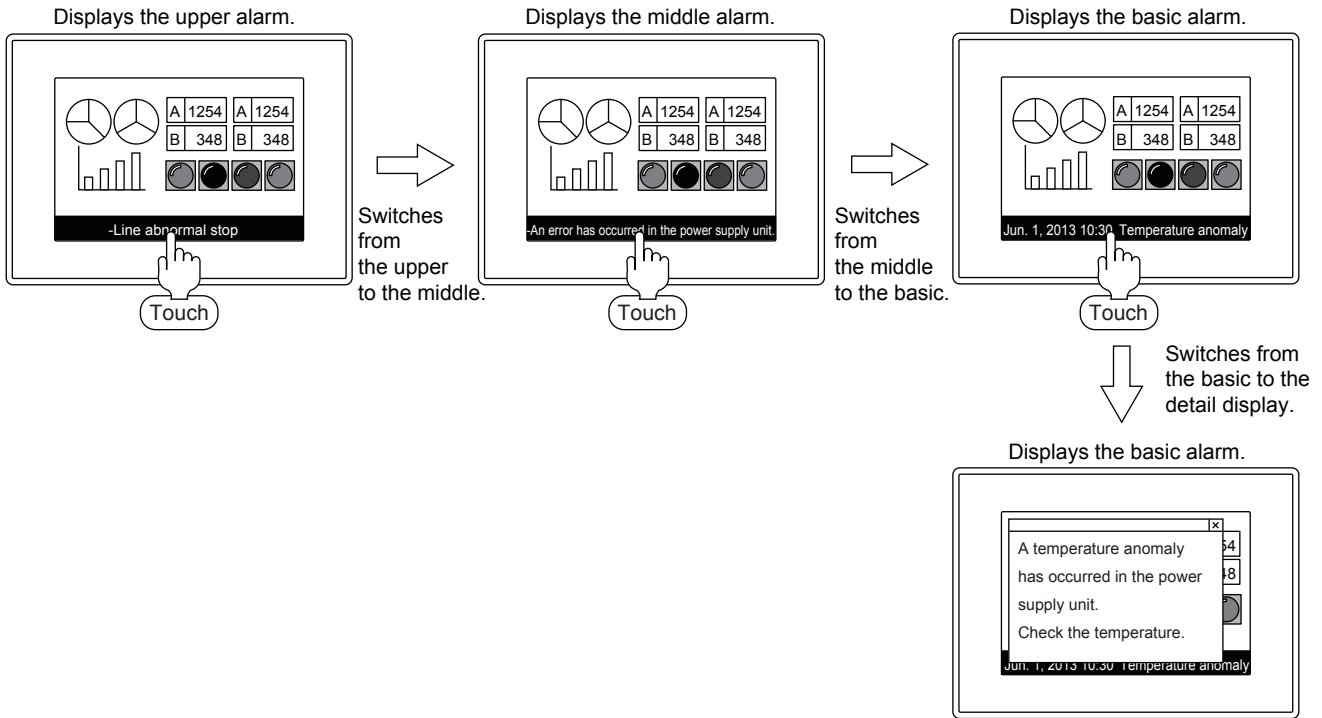 Displays the upper alarm.
A 1254 A 1254
B 348 B 348
-Line abnormal stop
Touch
Switches
from
the upper
to the middle.
Displays the middle alarm.
A 1254 A 1254
B 348 B 348
-An error has occurred in the power supply unit.
Touch
Switches
from
the middle
to the basic.
Displays the basic alarm.
A 1254 A 1254
B 348 B 348
Jun. 1, 2013 10:30 Temperature anomaly
Touch
Switches from
the basic to the
detail display.
Displays the basic alarm.
×
A temperature anomaly
54
has occurred in the power
48
supply unit.
Check the temperature.
Jun. 1, 2013 10:30 Temperature anomaly